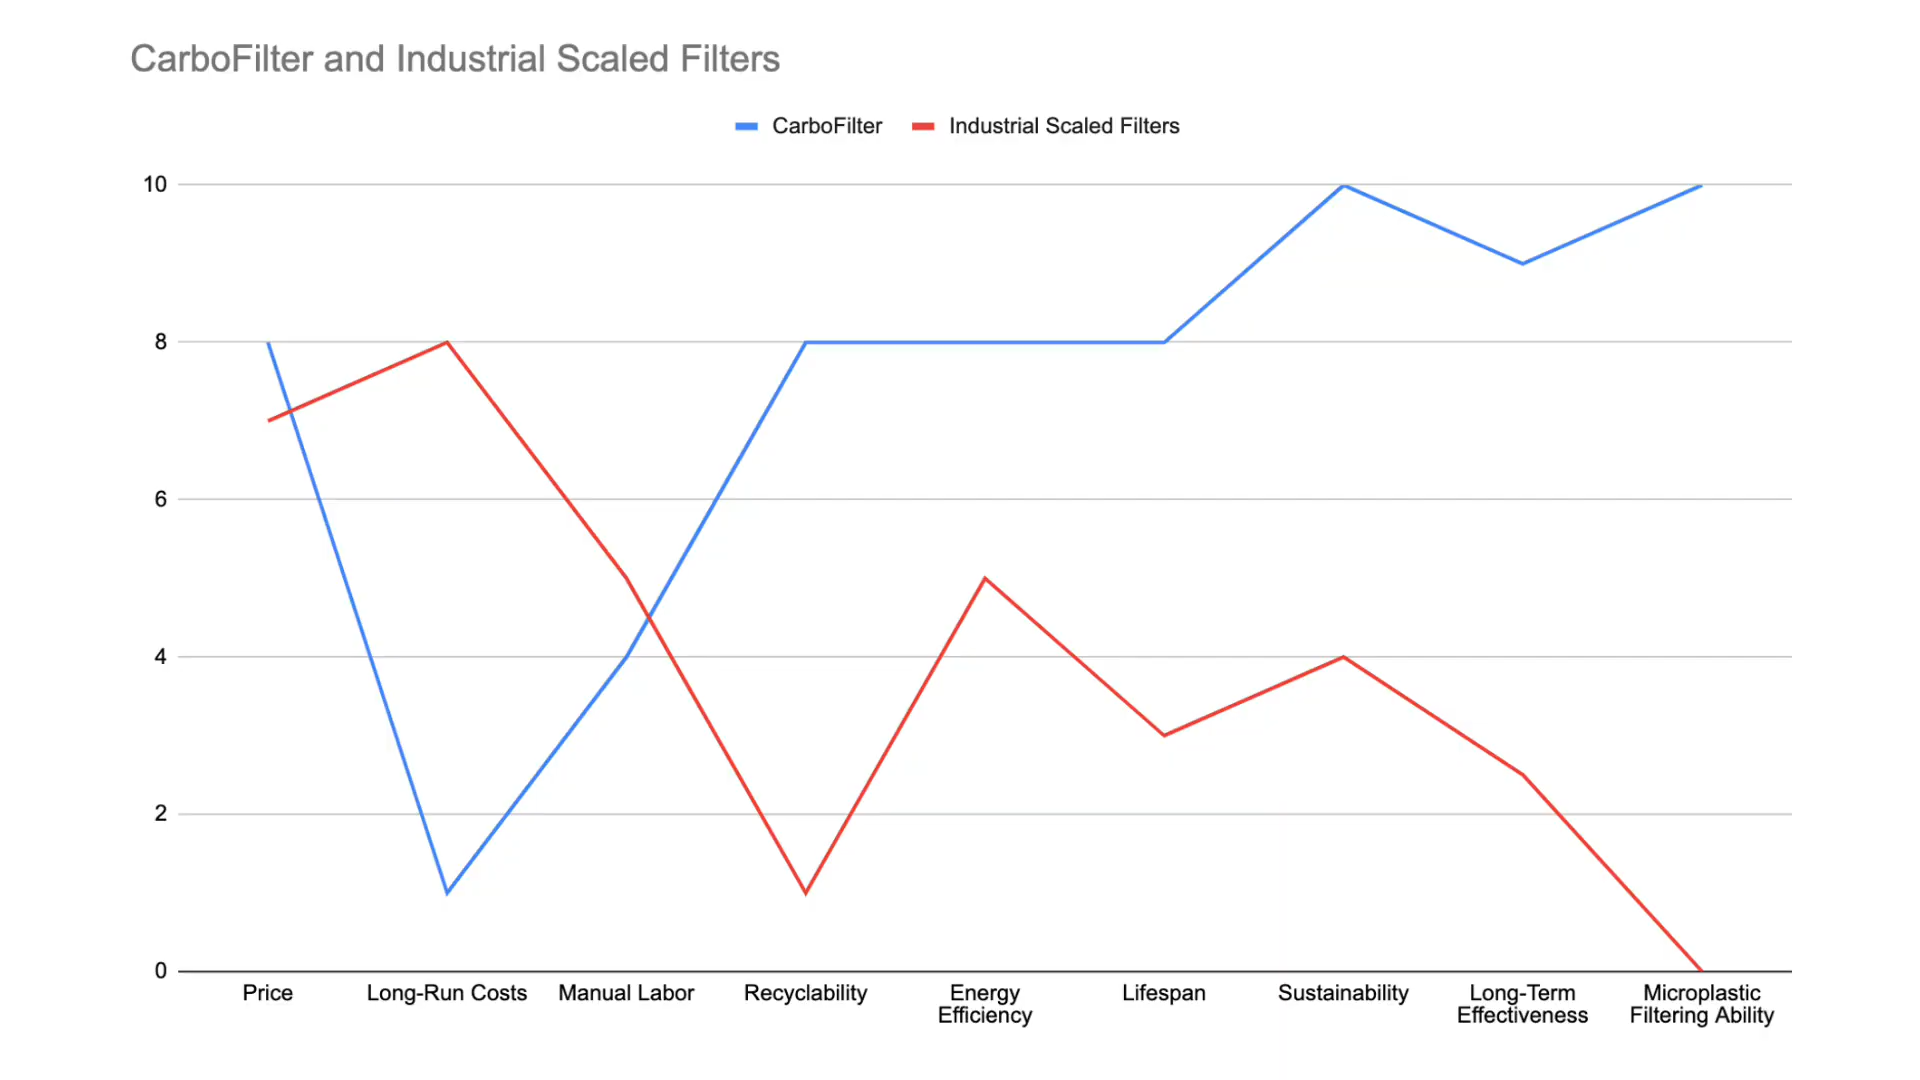 CarboFilter and Industrial Scaled Filters
CarboFilter
Industrial Scaled Filters
10
8
6
4
2
0
Price
Long-Run Costs
Manual Labor
Recyclability
Energy
Efficiency
Lifespan
Sustainability
Long-Term
Effectiveness
Microplastic
Filtering Ability